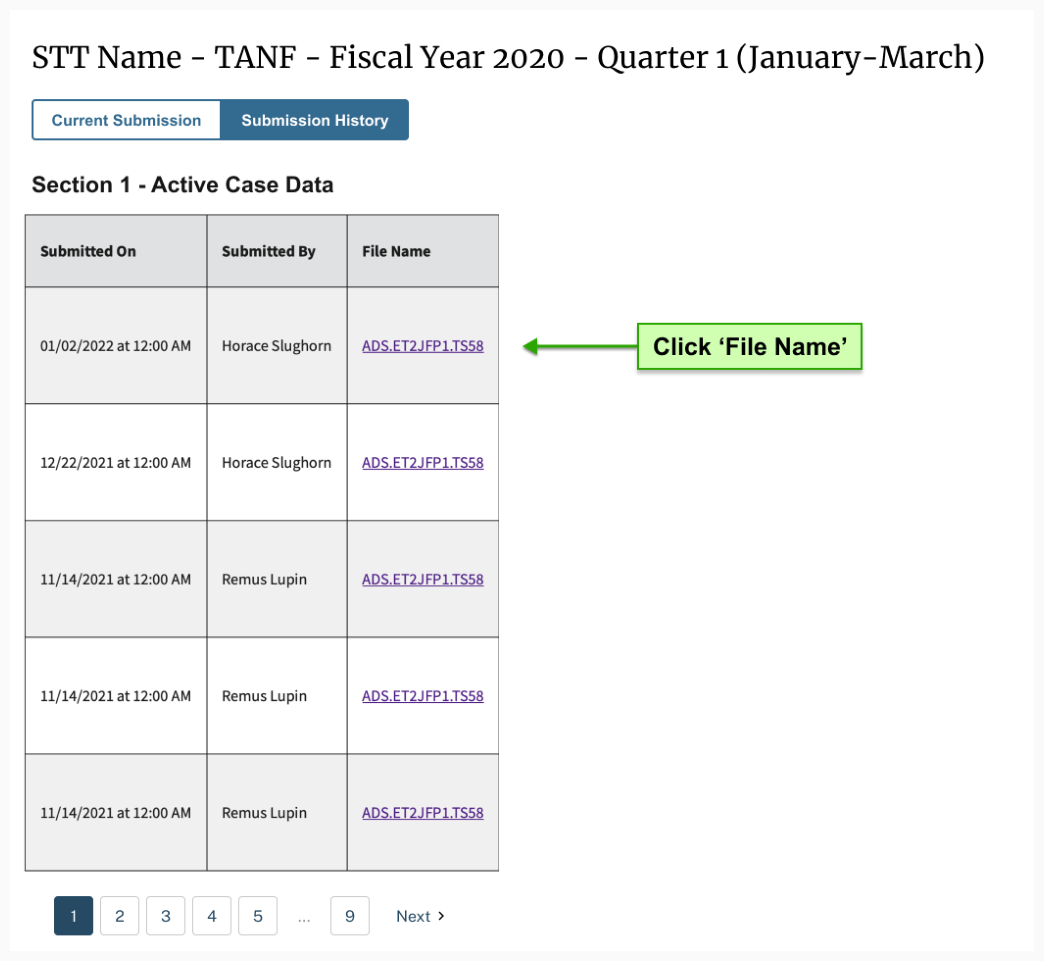 STT Name - TANF - Fiscal Year 2020 - Quarter 1 (January-March)
Current Submission Submission History
Section 1 - Active Case Data
Submitted On Submitted By File Name
01/02/2022 at 12:00 AM Horace Slughorn ADS.ET2JFP1.TS58
Click ‘File Name’
12/22/2021 at 12:00 AM Horace Slughorn ADS.ET2JFP1.TS58
11/14/2021 at 12:00 AM Remus Lupin ADS.ET2JFP1.TS58
11/14/2021 at 12:00 AM Remus Lupin ADS.ET2JFP1.TS58
11/14/2021 at 12:00 AM Remus Lupin ADS.ET2JFP1.TS58
1 2 3 4 5 ... 9 Next ›